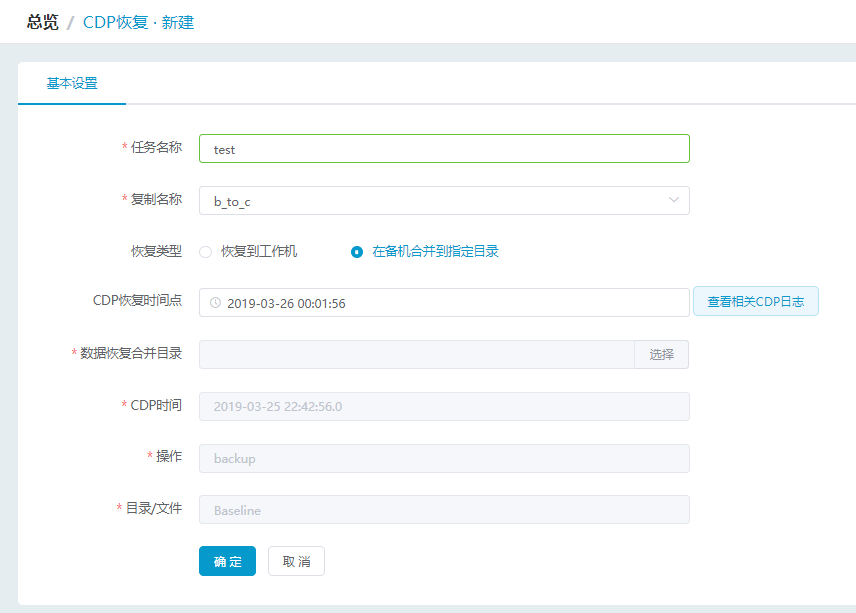 总览 / CDP恢复 · 新建
基本设置
* 任务名称 test
* 复制名称 b_to_c
恢复类型 恢复到工作机 在备机合并到指定目录
CDP恢复时间点 2019-03-26 00:01:56 查看相关CDP日志
* 数据恢复合并目录 选择
* CDP时间 2019-03-25 22:42:56.0
* 操作 backup
* 目录/文件 Baseline
确定 取消